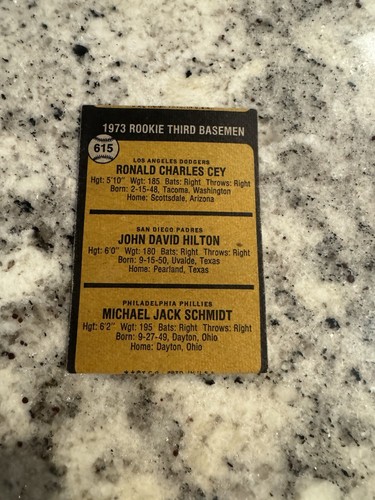 1973 ROOKIE THIRD BASEMEN
615
LOS ANGELES DODGERS
RONALD CHARLES CEY
Hgt: 5'10" Wgt: 185 Bats: Right Throws: Right
Born: 2-15-48, Tacoma, Washington
Home: Scottsdale, Arizona
SAN DIEGO PADRES
JOHN DAVID HILTON
Hgt: 6'0" Wgt: 180 Bats: Right Throws: Right
Born: 9-15-50, Uvalde, Texas
Home: Pearland, Texas
PHILADELPHIA PHILLIES
MICHAEL JACK SCHMIDT
Hgt: 6'2" Wgt: 195 Bats: Right Throws: Right
Born: 9-27-49, Dayton, Ohio
Home: Dayton, Ohio